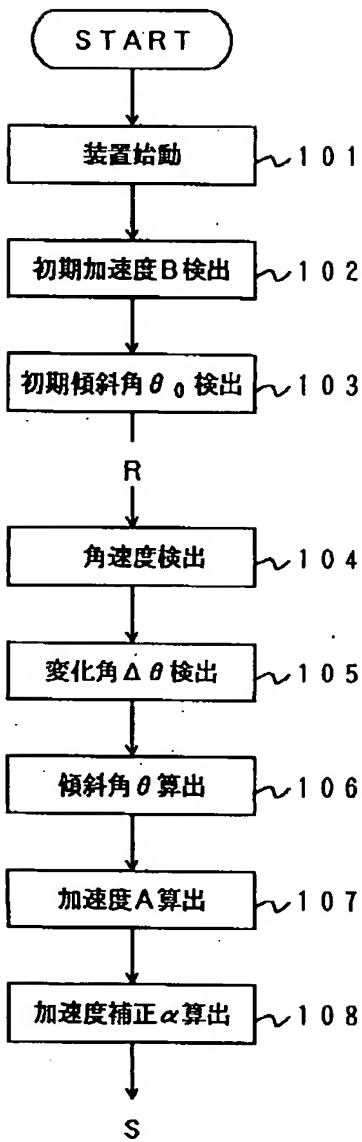 START
装置始動 101
初期加速度B検出 102
初期傾斜角θ₀検出 103
R
角速度検出 104
変化角Δθ検出 105
傾斜角θ算出 106
加速度A算出 107
加速度補正α算出 108
S